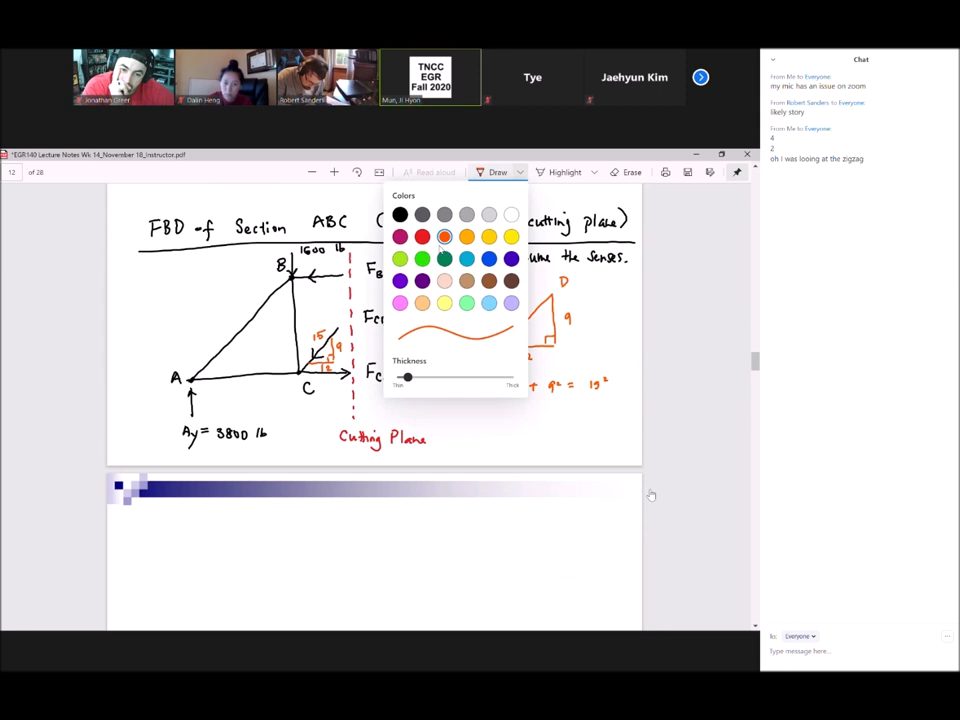 TNCC
EGR
Fall 2020
Tye
Jaehyun Kim
Jonathan Greer
Dalin Heng
Robert Sanders
Mun, Ji Hyon
Chat
From Me to Everyone:
my mic has an issue on zoom
From Robert Sanders to Everyone:
likely story
From Me to Everyone:
4
2
oh I was looing at the zigzag
*EGR140 Lecture Notes Wk 14_November 18_Instructor.pdf
12 of 28
Read aloud
Draw
Highlight
Erase
Colors
Thickness
Thin
Thick
FBD of Section ABC (
cutting plane)
ume the senses.
1600 lb
B
F
D
9
15
9
12
F
F
A
C
+ 9² = 15²
Ay = 3800 lb
Cutting Plane
To: Everyone
Type message here...